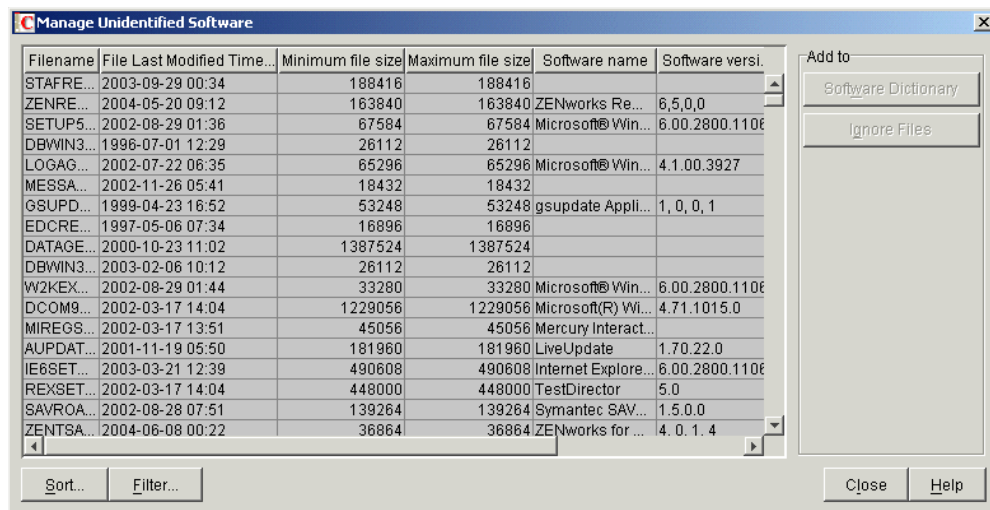 Manage Unidentified Software
Filename File Last Modified Time... Minimum file size Maximum file size Software name Software versi.
STAFRE... 2003-09-29 00:34 188416 188416
ZENRE... 2004-05-20 09:12 163840 163840 ZENworks Re... 6,5,0,0
SETUP5... 2002-08-29 01:36 67584 67584 Microsoft® Win... 6.00.2800.1106
DBWIN3... 1996-07-01 12:29 26112 26112
LOGAG... 2002-07-22 06:35 65296 65296 Microsoft® Win... 4.1.00.3927
MESSA... 2002-11-26 05:41 18432 18432
GSUPD... 1999-04-23 16:52 53248 53248 gsupdate Appli... 1, 0, 0, 1
EDCRE... 1997-05-06 07:34 16896 16896
DATAGE... 2000-10-23 11:02 1387524 1387524
DBWIN3... 2003-02-06 10:12 26112 26112
W2KEX... 2002-08-29 01:44 33280 33280 Microsoft® Win... 6.00.2800.1106
DCOM9... 2002-03-17 14:04 1229056 1229056 Microsoft(R) Wi... 4.71.1015.0
MIREGS... 2002-03-17 13:51 45056 45056 Mercury Interact...
AUPDAT... 2001-11-19 05:50 181960 181960 LiveUpdate 1.70.22.0
IE6SET... 2003-03-21 12:39 490608 490608 Internet Explore... 6.00.2800.1106
REXSET... 2002-03-17 14:04 448000 448000 TestDirector 5.0
SAVROA... 2002-08-28 07:51 139264 139264 Symantec SAV... 1.5.0.0
ZENTSA... 2004-06-08 00:22 36864 36864 ZENworks for ... 4. 0. 1. 4
Add to
Software Dictionary
Ignore Files
Sort... Filter... Close Help